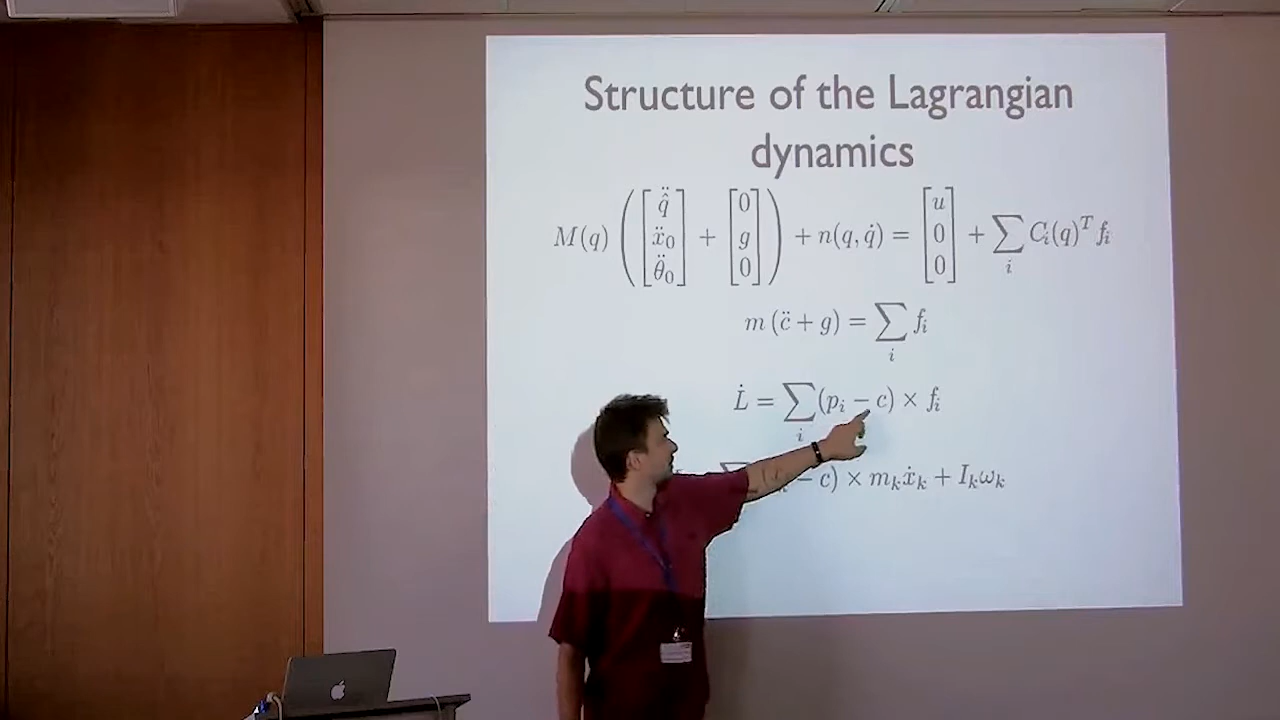 Structure of the Lagrangian
dynamics
M(q) ( [ q̈̂ ẍ₀ θ̈₀ ] + [ 0 g 0 ] ) + n(q, q̇) = [ u 0 0 ] + ∑ᵢ Cᵢ(q)ᵀ fᵢ
m (c̈ + g) = ∑ᵢ fᵢ
L̇ = ∑ᵢ (pᵢ − c) × fᵢ
− c) × mₖẋₖ + Iₖωₖ